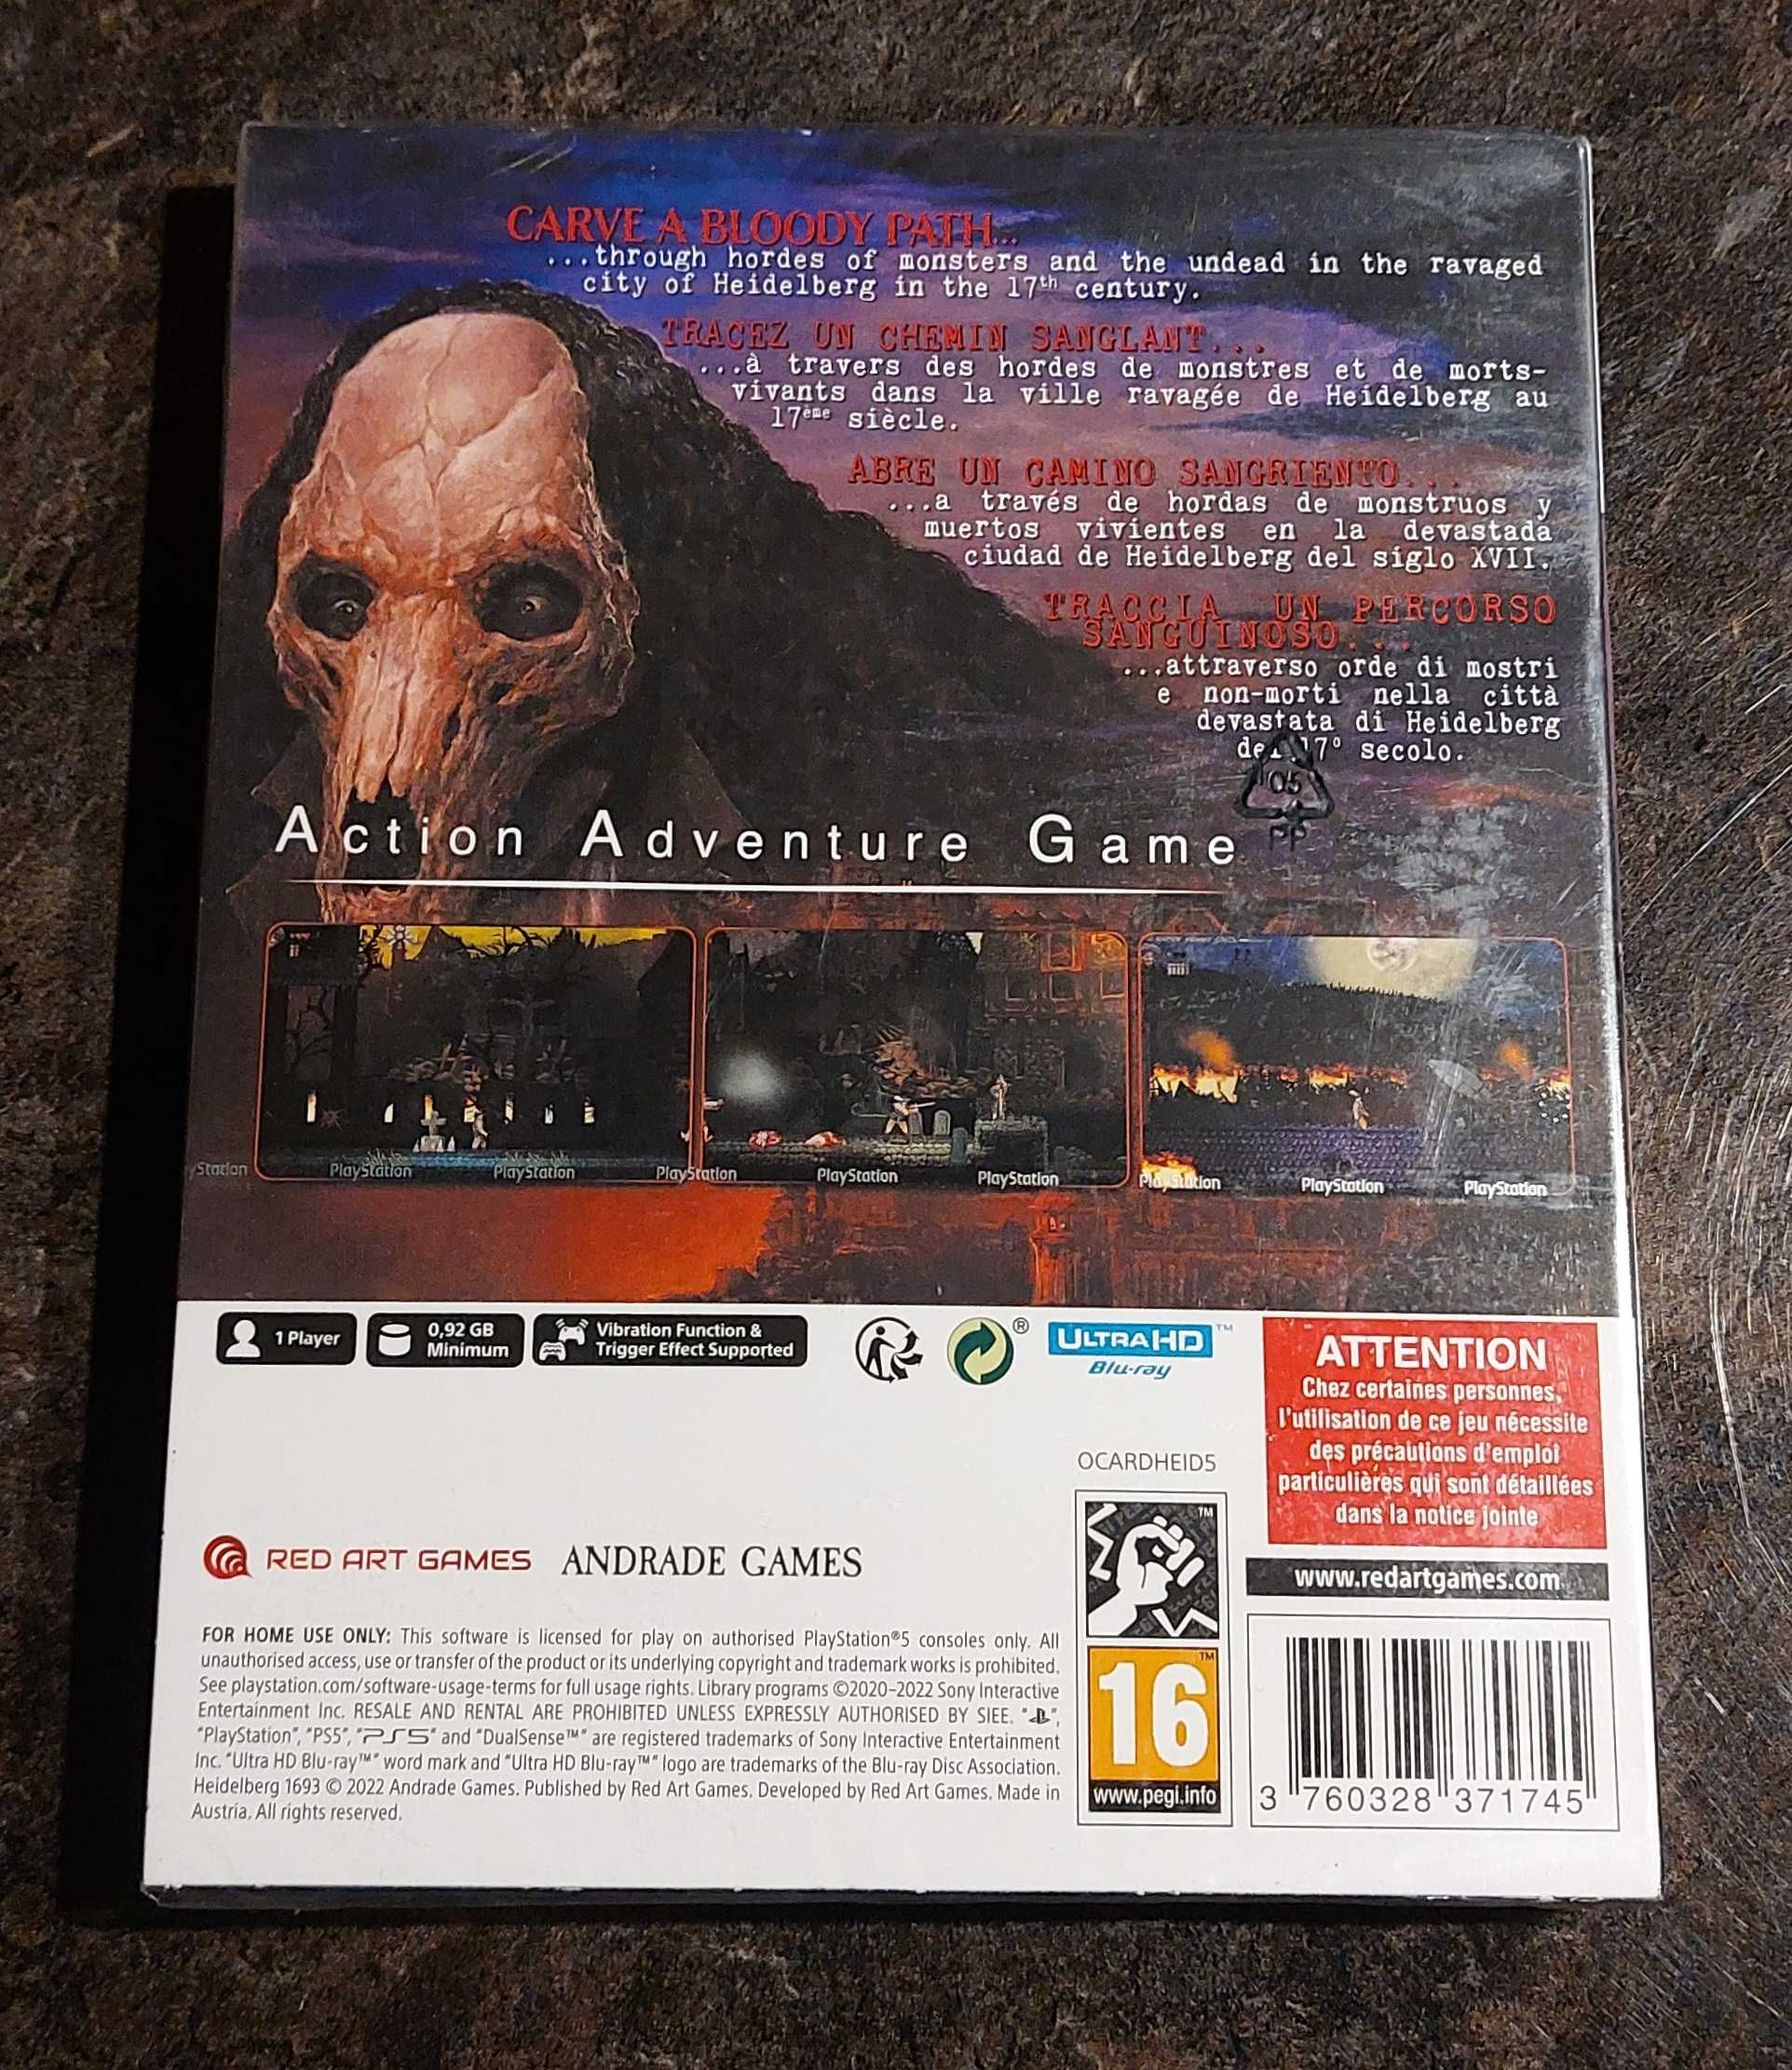 CARVE A BLOODY PATH...
...through hordes of monsters and the undead in the ravaged
city of Heidelberg in the 17th century.
TRACEZ UN CHEMIN SANGLANT...
...à travers des hordes de monstres et de morts-
vivants dans la ville ravagée de Heidelberg au
17ème siècle.
ABRE UN CAMINO SANGRIENTO...
...a través de hordas de monstruos y
muertos vivientes en la devastada
ciudad de Heidelberg del siglo XVII.
TRACCIA UN PERCORSO
SANGUINOSO...
...attraverso orde di mostri
e non-morti nella città
devastata di Heidelberg
del 17° secolo.
05
PP
Action Adventure Game
yStation PlayStation PlayStation PlayStation PlayStation PlayStation PlayStation PlayStation PlayStation
1 Player
0,92 GB
Minimum
Vibration Function &
Trigger Effect Supported
®
ULTRA HD™
Blu-ray
ATTENTION
Chez certaines personnes,
l'utilisation de ce jeu nécessite
des précautions d'emploi
particulières qui sont détaillées
dans la notice jointe
OCARDHEID5
www.redartgames.com
RED ART GAMES ANDRADE GAMES
FOR HOME USE ONLY: This software is licensed for play on authorised PlayStation®5 consoles only. All
unauthorised access, use or transfer of the product or its underlying copyright and trademark works is prohibited.
See playstation.com/software-usage-terms for full usage rights. Library programs ©2020-2022 Sony Interactive
Entertainment Inc. RESALE AND RENTAL ARE PROHIBITED UNLESS EXPRESSLY AUTHORISED BY SIEE. "",
"PlayStation", "PS5", "PS5" and "DualSense™" are registered trademarks of Sony Interactive Entertainment
Inc. "Ultra HD Blu-ray™" word mark and "Ultra HD Blu-ray™" logo are trademarks of the Blu-ray Disc Association.
Heidelberg 1693 © 2022 Andrade Games. Published by Red Art Games. Developed by Red Art Games. Made in
Austria. All rights reserved.
™
16™
www.pegi.info
3 760328 371745